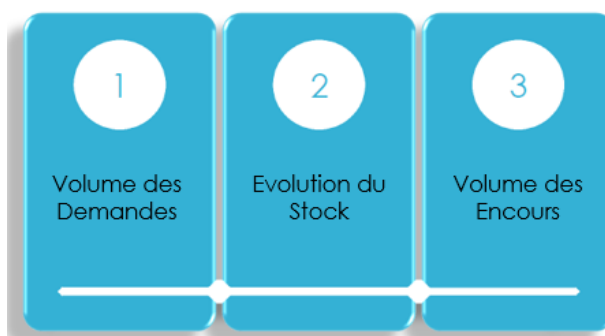 1
Volume des
Demandes
2
Evolution du
Stock
3
Volume des
Encours